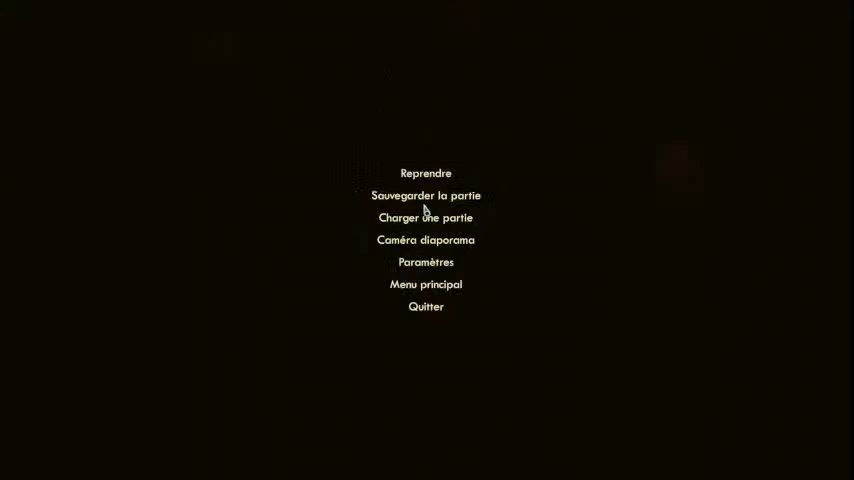 Reprendre
Sauvegarder la partie
Charger une partie
Caméra diaporama
Paramètres
Menu principal
Quitter